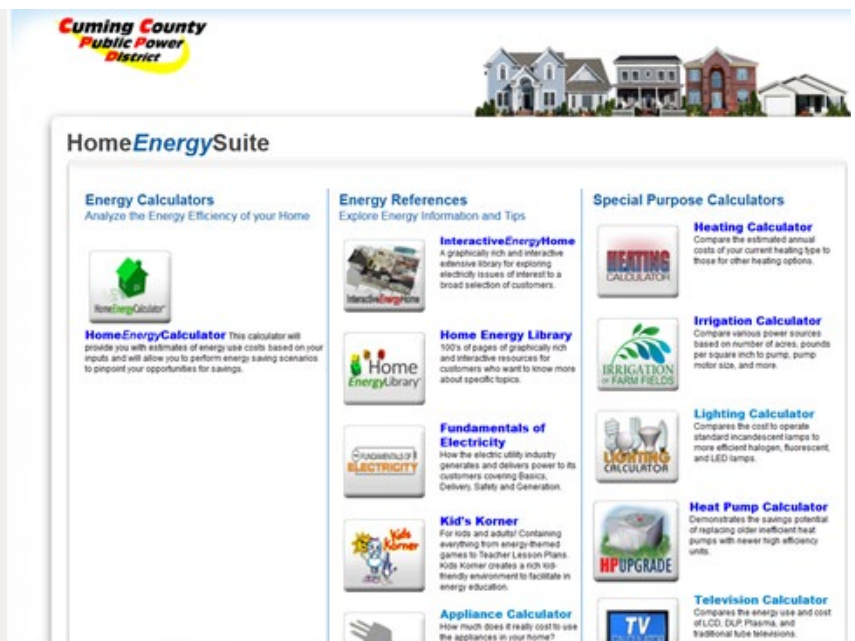 Cuming County
Public Power
District
HomeEnergySuite
Energy Calculators
Analyze the Energy Efficiency of your Home
HomeEnergyCalculator
HomeEnergyCalculator This calculator will
provide you with estimates of energy use costs based on your
inputs and will allow you to perform energy saving scenarios
to pinpoint your opportunities for savings.
Energy References
Explore Energy Information and Tips
InteractiveEnergyHome
InteractiveEnergyHome
A graphically rich and interactive
extensive library for exploring
electricity issues of interest to a
broad selection of customers.
Home
EnergyLibrary
Home Energy Library
100's of pages of graphically rich
and interactive resources for
customers who want to know more
about specific topics.
FUNDAMENTALS OF
ELECTRICITY
Fundamentals of
Electricity
How the electric utility industry
generates and delivers power to its
customers covering Basics,
Delivery, Safety and Generation.
Kids
Korner
Kid's Korner
For kids and adults! Containing
everything from energy-themed
games to Teacher Lesson Plans.
Kids Korner creates a rich kid-
friendly environment to facilitate in
energy education.
Appliance Calculator
How much does it really cost to use
the appliances in your home?
Special Purpose Calculators
HEATING
CALCULATOR
Heating Calculator
Compare the estimated annual
costs of your current heating type to
those for other heating options.
IRRIGATION
OF FARM FIELDS
Irrigation Calculator
Compare various power sources
based on number of acres, pounds
per square inch to pump, pump
motor size, and more.
LIGHTING
CALCULATOR
Lighting Calculator
Compares the cost to operate
standard incandescent lamps to
more efficient halogen, fluorescent,
and LED lamps.
HPUPGRADE
Heat Pump Calculator
Demonstrates the savings potential
of replacing older inefficient heat
pumps with newer high efficiency
units.
TV
CALCULATOR
Television Calculator
Compares the energy use and cost
of LCD, DLP, Plasma, and
traditional tube televisions.